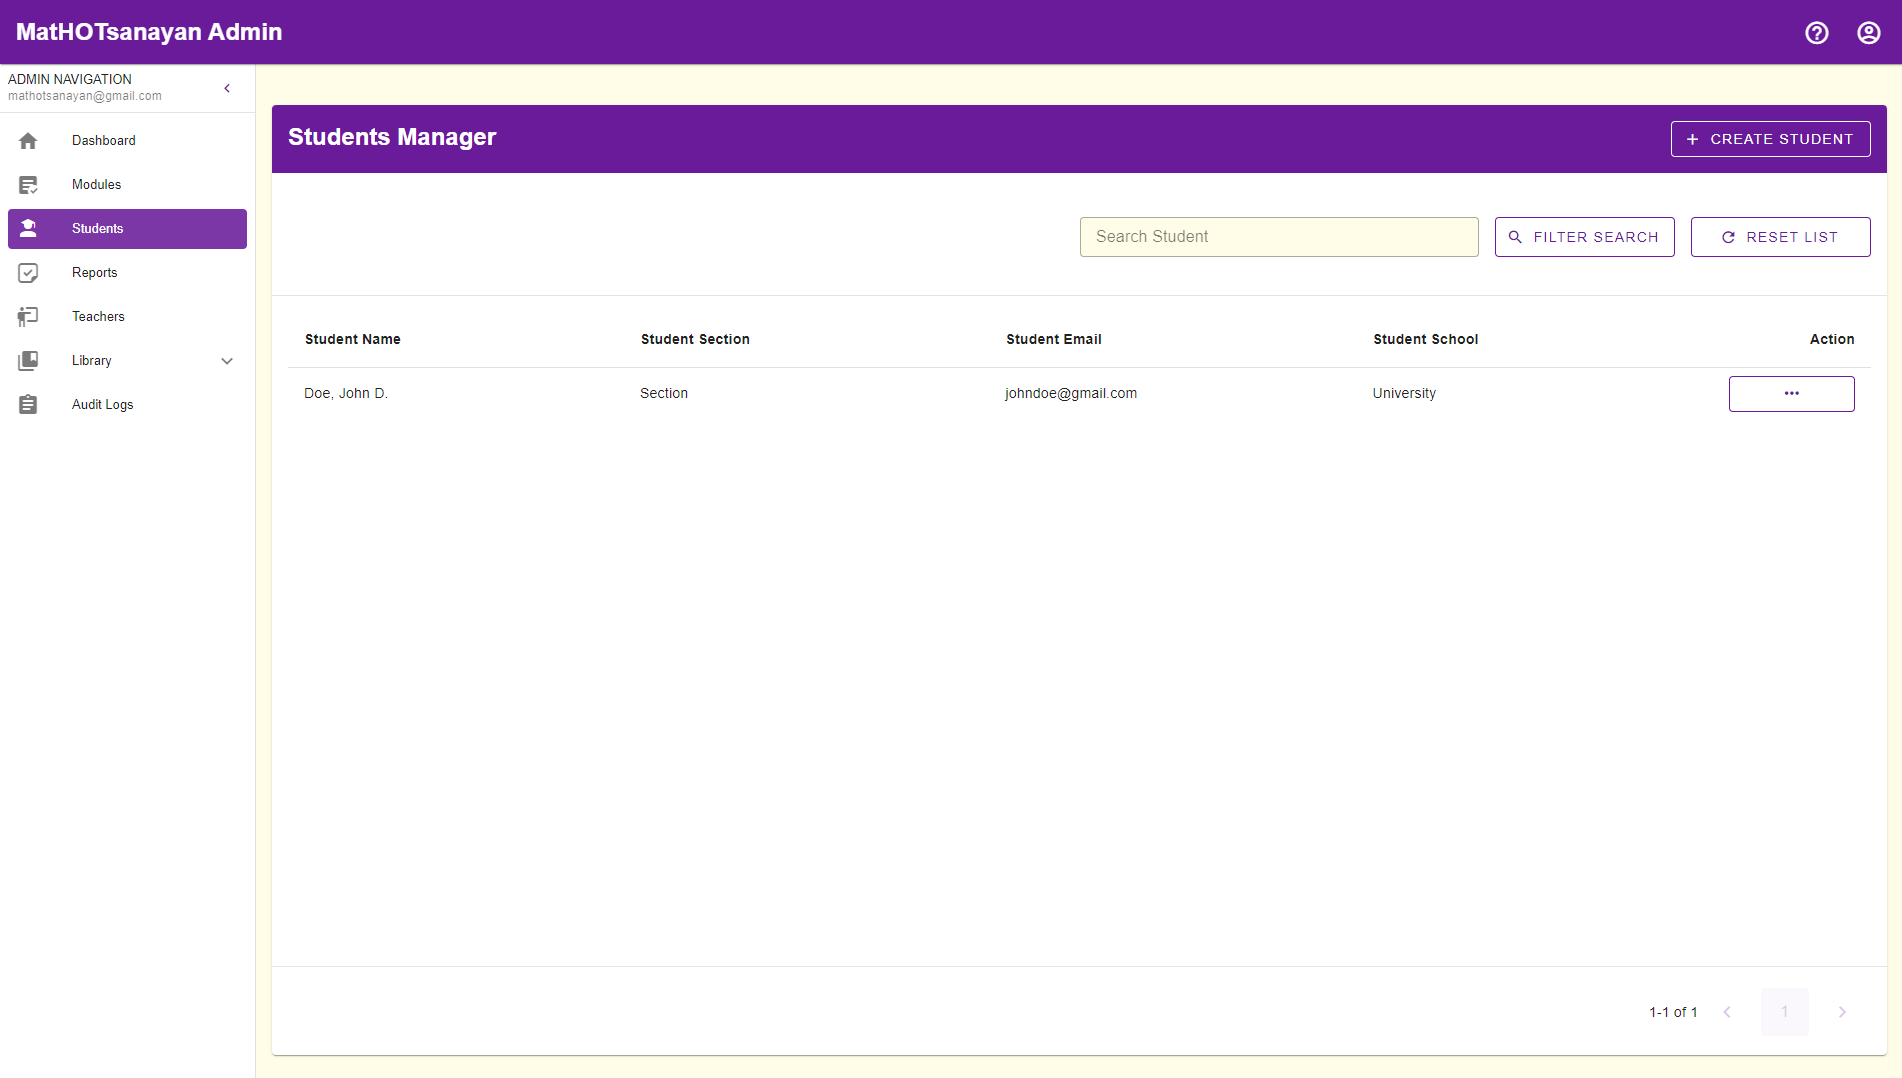 MatHOTsanayan Admin
ADMIN NAVIGATION
mathotsanayan@gmail.com
Dashboard
Modules
Students
Reports
Teachers
Library
Audit Logs
Students Manager
CREATE STUDENT
Search Student
FILTER SEARCH
RESET LIST
Student Name Student Section Student Email Student School Action
Doe, John D. Section johndoe@gmail.com University
1-1 of 1
1